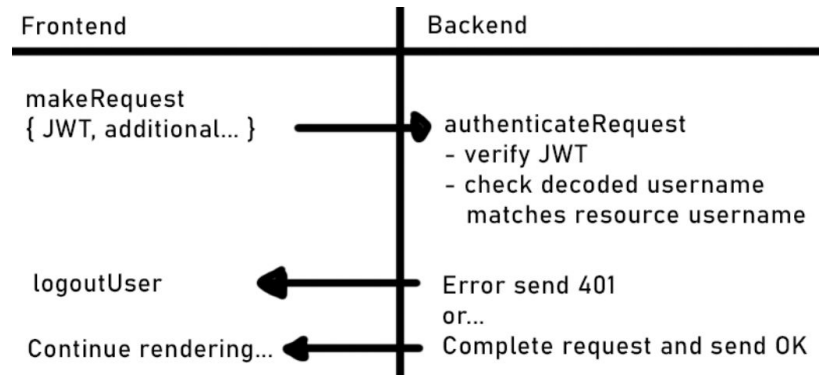 Frontend
Backend
makeRequest
{ JWT, additional... }
authenticateRequest
- verify JWT
- check decoded username
matches resource username
logoutUser
Error send 401
or...
Continue rendering...
Complete request and send OK